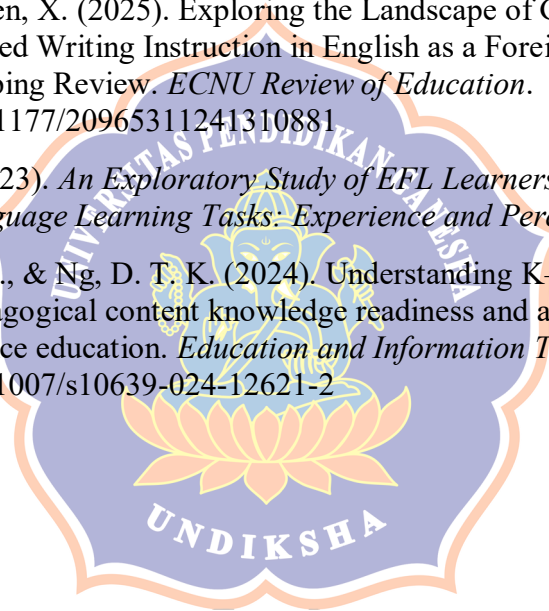 en, X. (2025). Exploring the Landscape of
ed Writing Instruction in English as a Forei
ing Review. ECNU Review of Education.
1177/20965311241310881
23). An Exploratory Study of EFL Learners
guage Learning Tasks: Experience and Perc
., & Ng, D. T. K. (2024). Understanding K
agogical content knowledge readiness and a
ce education. Education and Information T
1007/s10639-024-12621-2
UNIVERSITAS PENDIDIKAN GANESHA
UNDIKSHA